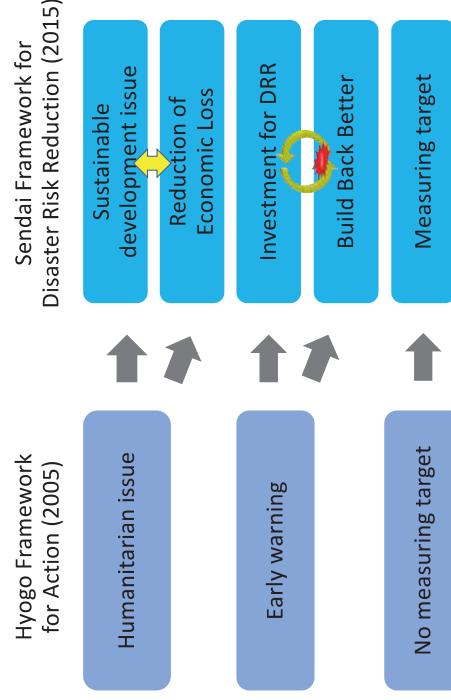 Hyogo Framework
for Action (2005)
Humanitarian issue
Early warning
No measuring target
Sendai Framework for
Disaster Risk Reduction (2015)
Sustainable
development issue
Reduction of
Economic Loss
Investment for DRR
Build Back Better
Measuring target